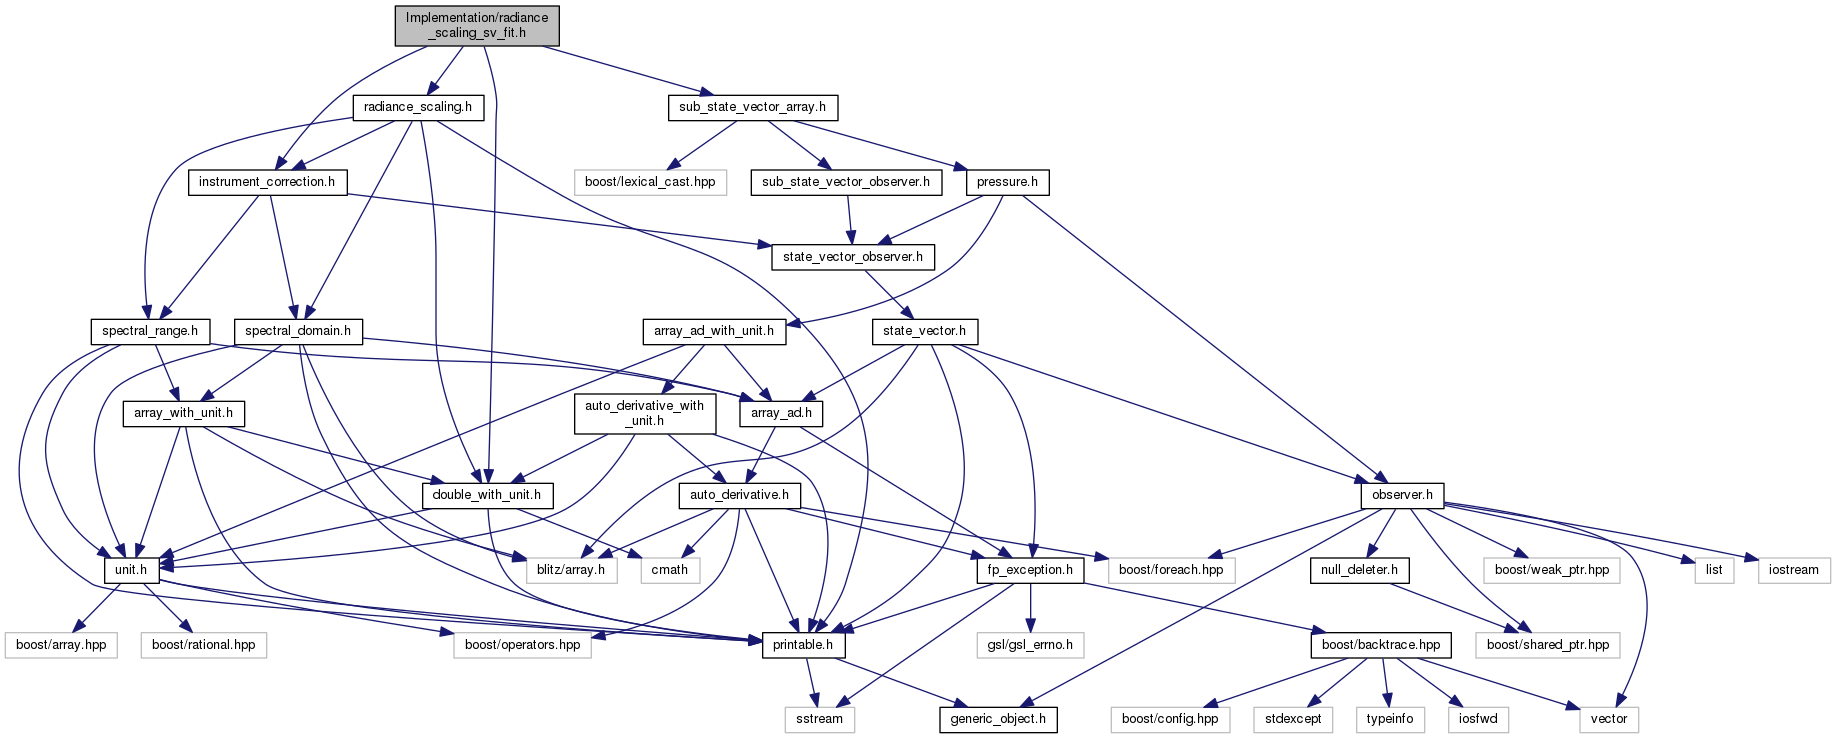 Implementation/radiance
_scaling_sv_fit.h
radiance_scaling.h
sub_state_vector_array.h
instrument_correction.h
boost/lexical_cast.hpp
sub_state_vector_observer.h
pressure.h
state_vector_observer.h
spectral_range.h
spectral_domain.h
array_ad_with_unit.h
state_vector.h
array_with_unit.h
auto_derivative_with
_unit.h
array_ad.h
double_with_unit.h
auto_derivative.h
observer.h
unit.h
blitz/array.h
cmath
fp_exception.h
boost/foreach.hpp
null_deleter.h
boost/weak_ptr.hpp
list
iostream
boost/array.hpp
boost/rational.hpp
boost/operators.hpp
printable.h
gsl/gsl_errno.h
boost/backtrace.hpp
boost/shared_ptr.hpp
sstream
generic_object.h
boost/config.hpp
stdexcept
typeinfo
iosfwd
vector